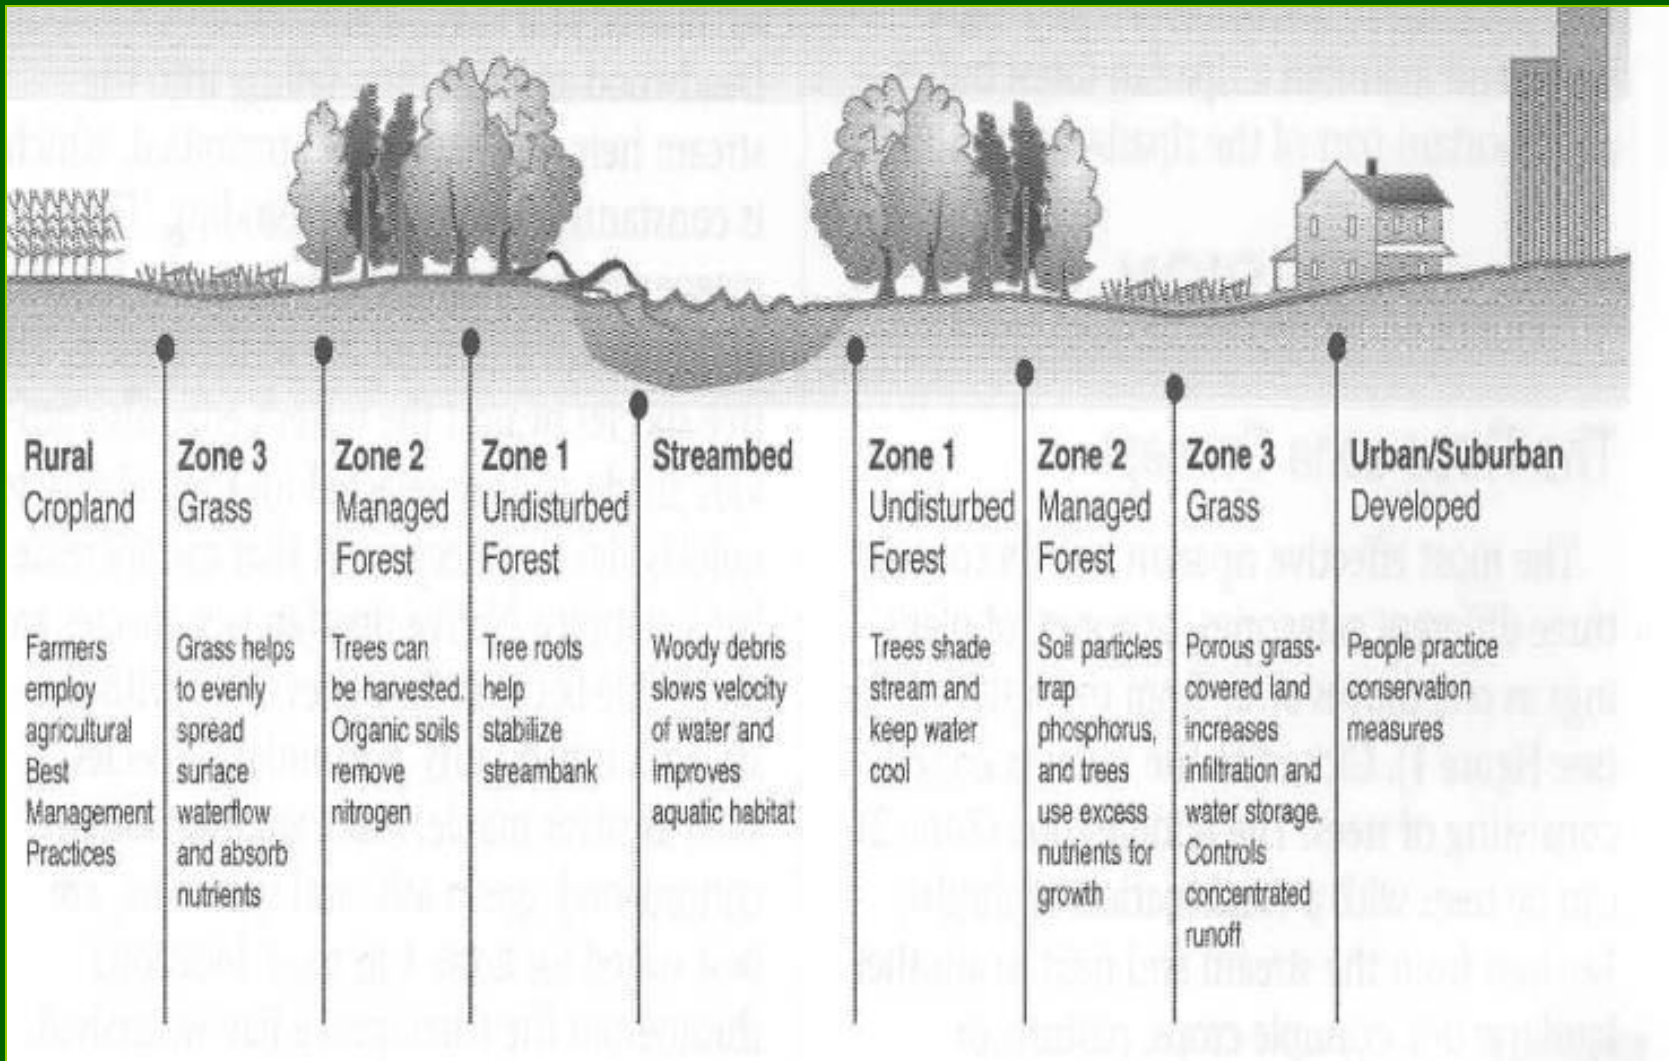 Rural
Cropland
Farmers
employ
agricultural
Best
Management
Practices
Zone 3
Grass
Grass helps
to evenly
spread
surface
waterflow
and absorb
nutrients
Zone 2
Managed
Forest
Trees can
be harvested.
Organic soils
remove
nitrogen
Zone 1
Undisturbed
Forest
Tree roots
help
stabilize
streambank
Streambed
Woody debris
slows velocity
of water and
improves
aquatic habitat
Zone 1
Undisturbed
Forest
Trees shade
stream and
keep water
cool
Zone 2
Managed
Forest
Soil particles
trap
phosphorus,
and trees
use excess
nutrients for
growth
Zone 3
Grass
Porous grass-
covered land
increases
infiltration and
water storage.
Controls
concentrated
runoff
Urban/Suburban
Developed
People practice
conservation
measures